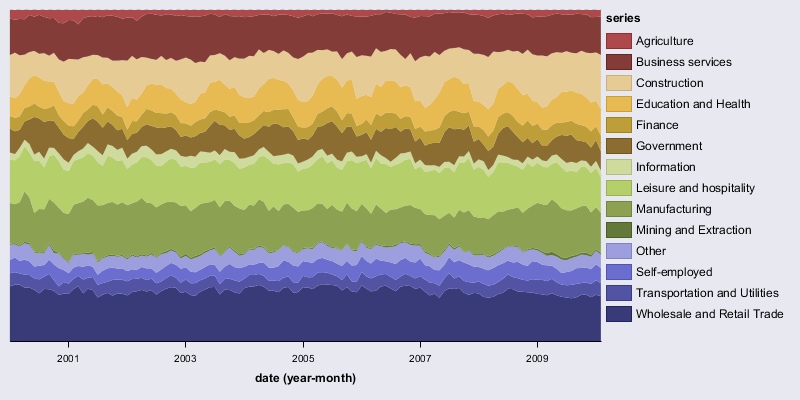 series
Agriculture
Business services
Construction
Education and Health
Finance
Government
Information
Leisure and hospitality
Manufacturing
Mining and Extraction
Other
Self-employed
Transportation and Utilities
Wholesale and Retail Trade
2001 2003 2005 2007 2009
date (year-month)